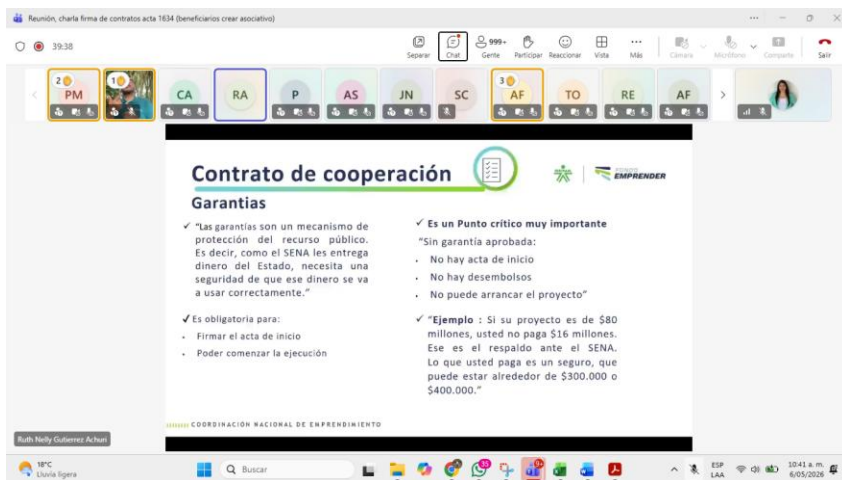 Reunión, charla firma de contratos acta 1634 (beneficiarios crear asociativo)
39:38
Separar
Chat
999+
Gente
Participar
Reaccionar
Vista
Más
Cámara
Micrófono
Compartir
Salir
2
PM
1
CA
RA
P
AS
JN
SC
3
AF
TO
RE
AF
Contrato de cooperación
FONDO
EMPRENDER
Garantias
✓ "Las garantías son un mecanismo de
protección del recurso público.
Es decir, como el SENA les entrega
dinero del Estado, necesita una
seguridad de que ese dinero se va
a usar correctamente."
✓ Es obligatoria para:
• Firmar el acta de inicio
• Poder comenzar la ejecución
✓ Es un Punto crítico muy importante
"Sin garantía aprobada:
• No hay acta de inicio
• No hay desembolsos
• No puede arrancar el proyecto"
✓ "Ejemplo : Si su proyecto es de $80
millones, usted no paga $16 millones.
Ese es el respaldo ante el SENA.
Lo que usted paga es un seguro, que
puede estar alrededor de $300.000 o
$400.000."
COORDINACIÓN NACIONAL DE EMPRENDIMIENTO
Ruth Nelly Gutierrez Achuri
18°C
Lluvia ligera
Buscar
ESP
LAA
10:41 a. m.
6/05/2026